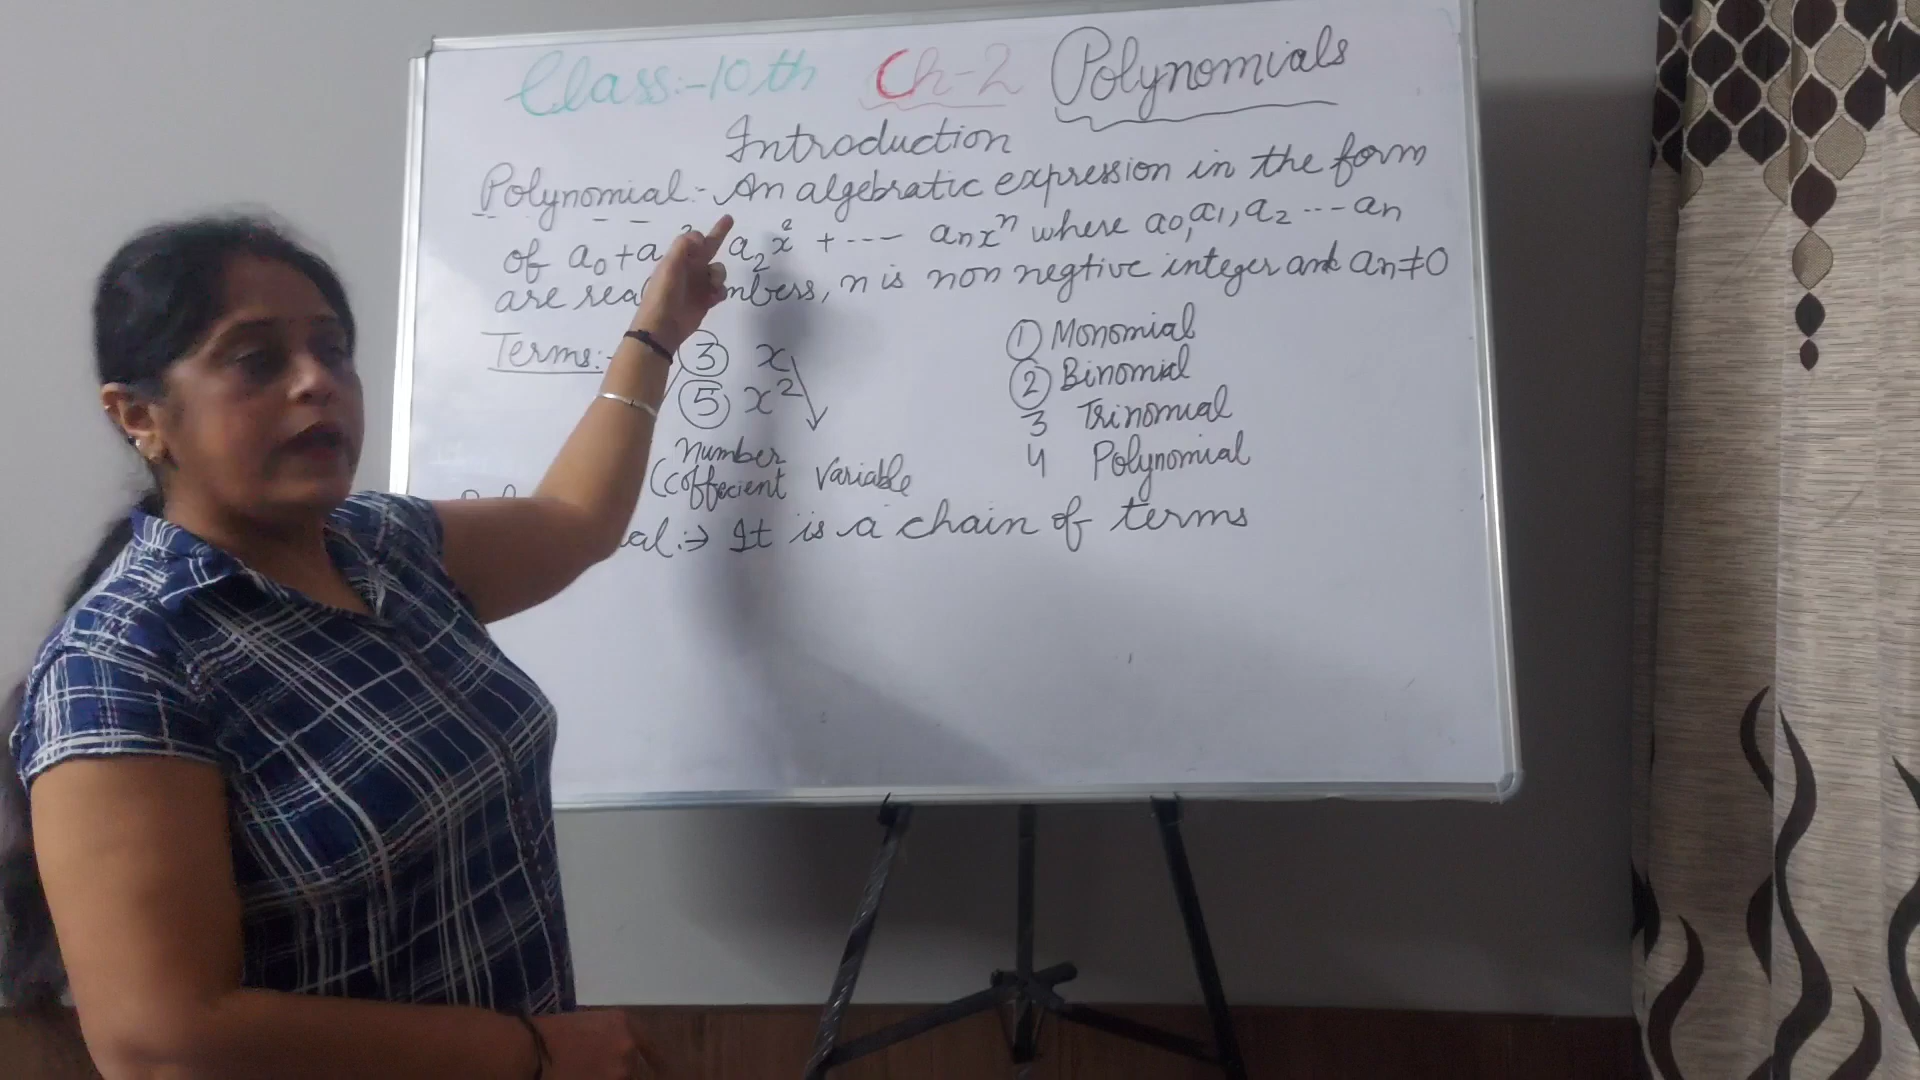 Class:-10th Ch-2 Polynomials
Introduction
Polynomial:- An algebratic expression in the form
of a0+a a2x² + --- anxⁿ where a0, a1, a2 --- an
are mbers, n is non negtive integer and an≠0
Terms:- 3 x
5 x²
Number
(Coffecient Variable
1 Monomial
2 Binomial
3 Trinomial
4 Polynomial
al:→ It is a chain of terms